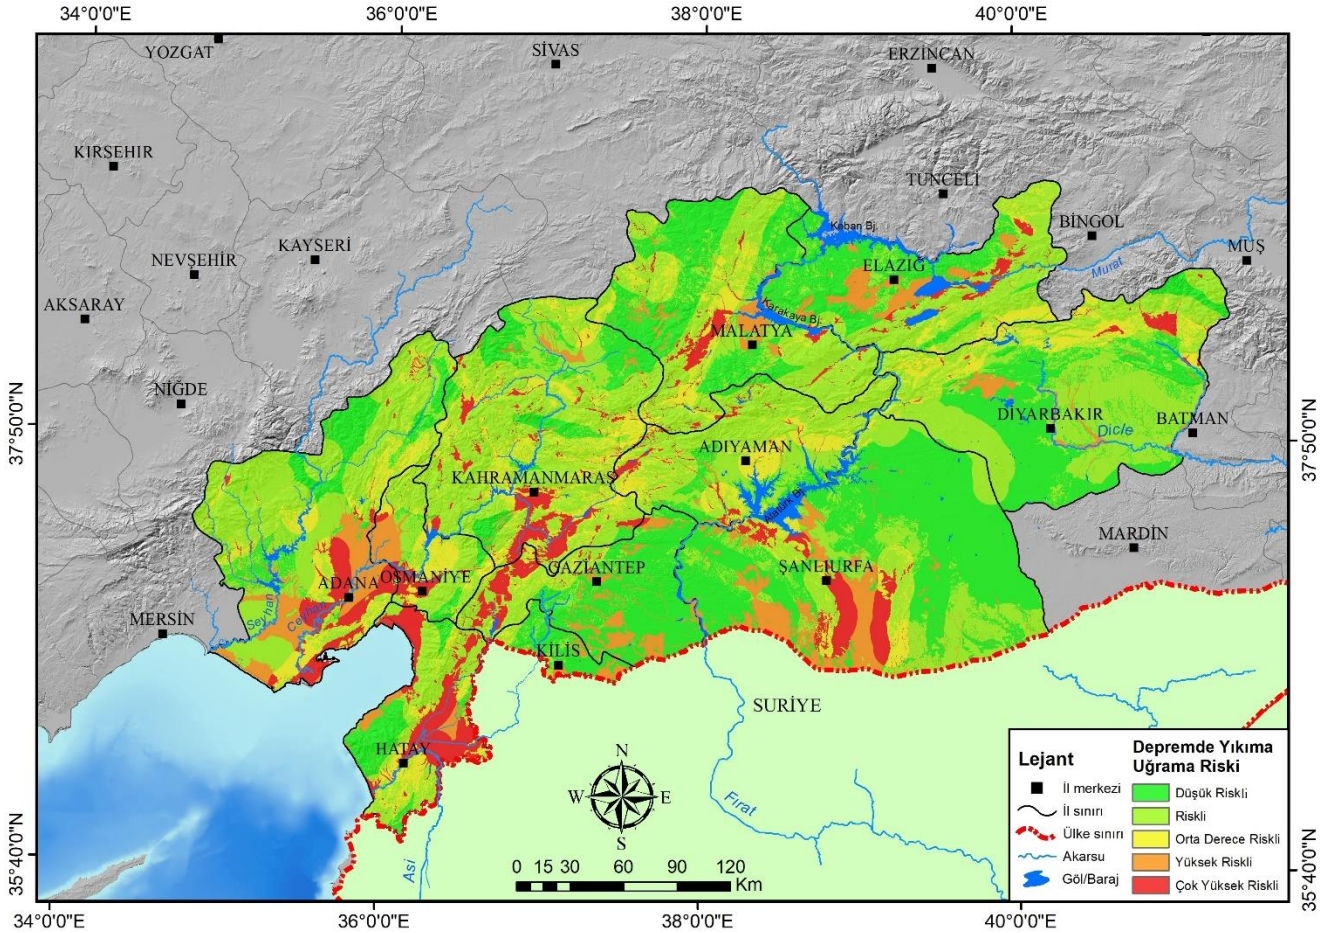 34°0'0"E 36°0'0"E 38°0'0"E 40°0'0"E
YOZGAT
SİVAS
ERZİNCAN
KIRŞEHIR
TUNCELİ
BİNGOL
KAYSERİ
NEVŞEHİR
MUŞ
AKSARAY
Keban Bj.
ELAZIĞ
Murat
Karakaya Bj.
MALATYA
NİĞDE
37°50'0"N
37°50'0"N
DİYARBAKIR
BATMAN
Dicle
ADIYAMAN
KAHRAMANMARAŞ
Atatürk Bj.
MARDİN
GAZİANTEP
ŞANLIURFA
ADANA
OSMANİYE
Seyhan
Ceyhan
MERSİN
KİLİS
SURİYE
HATAY
N
W E
S
Fırat
Asi
0 15 30 60 90 120
Km
Lejant
İl merkezi
İl sınırı
Ülke sınırı
Akarsu
Göl/Baraj
Depremde Yıkıma
Uğrama Riski
Düşük Riskli
Riskli
Orta Derece Riskli
Yüksek Riskli
Çok Yüksek Riskli
35°40'0"N
35°40'0"N
34°0'0"E 36°0'0"E 38°0'0"E 40°0'0"E